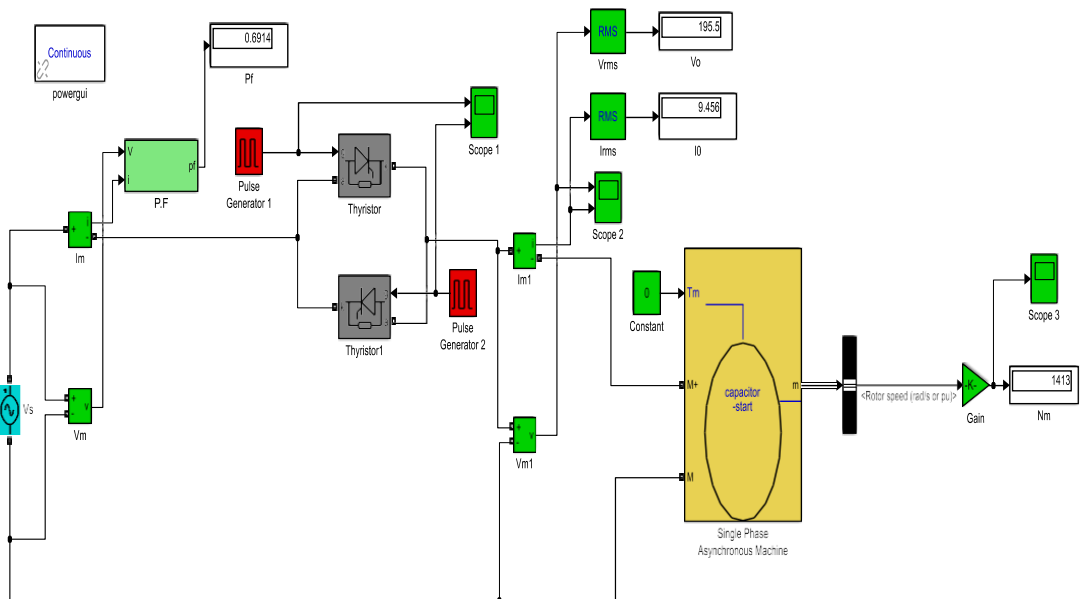 Continuous
powergui
0.6914
Pf
V
i
pf
P.F
Pulse
Generator 1
Thyristor
Scope 1
RMS
Vrms
195.5
Vo
RMS
Irms
9.456
I0
Scope 2
Im
+
i
-
Thyristor1
Pulse
Generator 2
Im1
+
i
-
0
Constant
Tm
M+
M
m
capacitor
-start
Single Phase
Asynchronous Machine
<Rotor speed (rad/s or pu)>
-K-
Gain
Scope 3
1413
Nm
Vs
+
-
v
Vm
+
-
v
Vm1